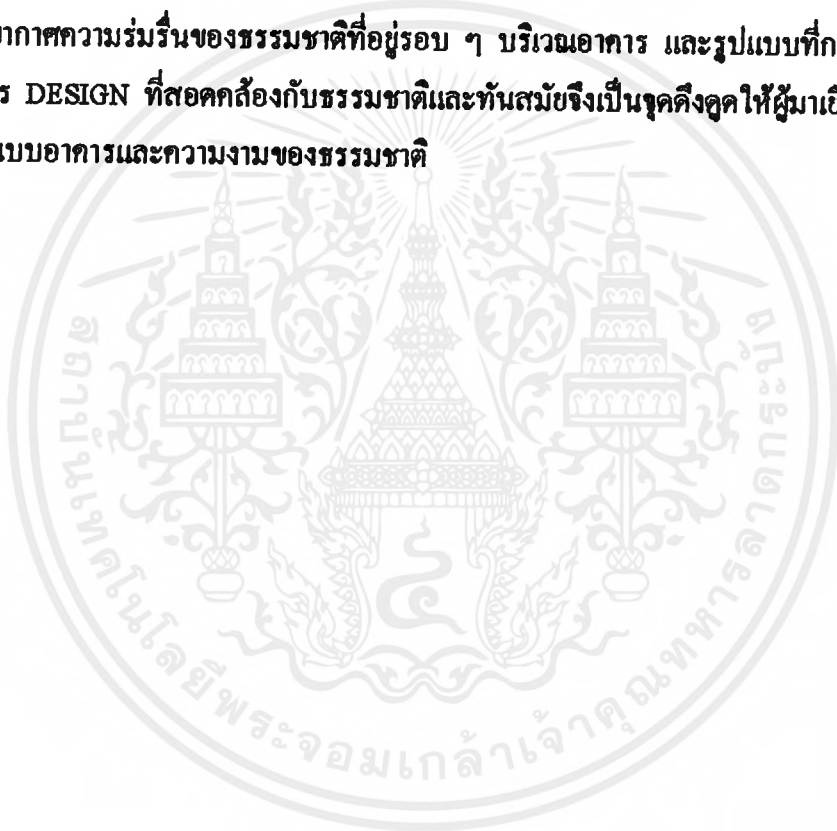 ยากาศความร่มรื่นของธรรมชาติที่อยู่รอบ ๆ บริเวณอาคาร และรูปแบบที่ก
ร DESIGN ที่สอดคล้องกับธรรมชาติและทันสมัยจึงเป็นจุดดึงดูดให้ผู้มาเยี
แบบอาคารและความงามของธรรมชาติ
สถาบันเทคโนโลยีพระจอมเกล้าเจ้าคุณทหารลาดกระบัง